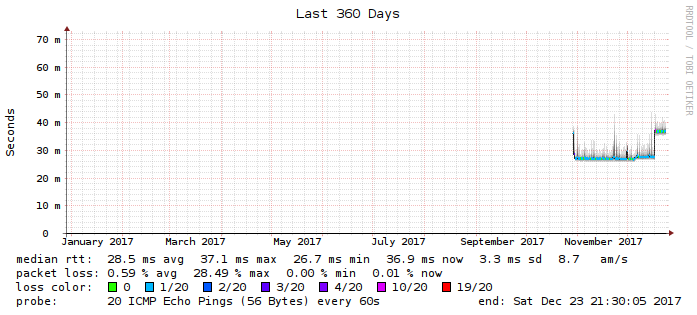 Last 360 Days
RRDTOOL / TOBI OETIKER
Seconds
70 m
60 m
50 m
40 m
30 m
20 m
10 m
0
January 2017 March 2017 May 2017 July 2017 September 2017 November 2017
median rtt: 28.5 ms avg 37.1 ms max 26.7 ms min 36.9 ms now 3.3 ms sd 8.7 am/s
packet loss: 0.59 % avg 28.49 % max 0.00 % min 0.01 % now
loss color: 0 1/20 2/20 3/20 4/20 10/20 19/20
probe: 20 ICMP Echo Pings (56 Bytes) every 60s end: Sat Dec 23 21:30:05 2017